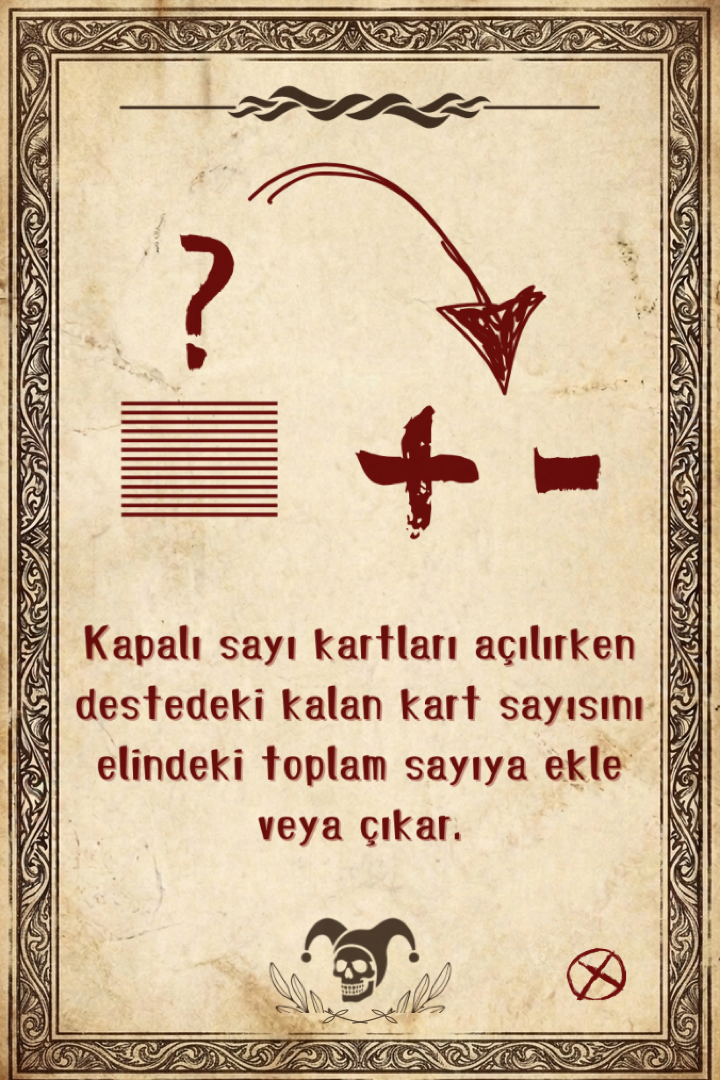 ?
+ -
Kapalı sayı kartları açılırken
destedeki kalan kart sayısını
elindeki toplam sayıya ekle
veya çıkar.